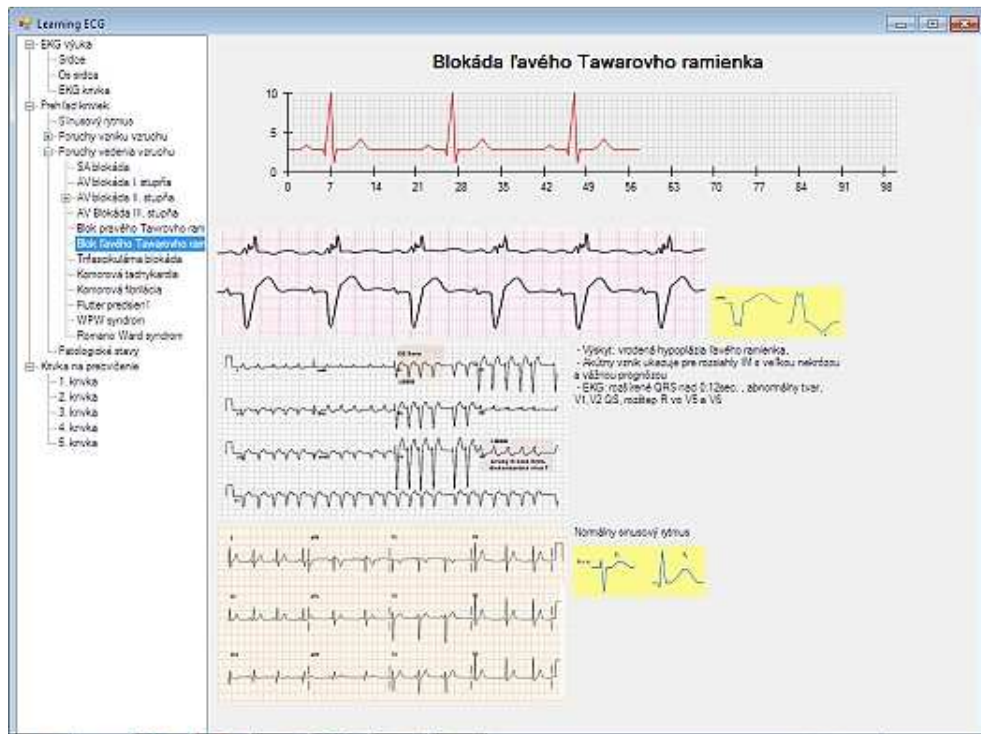 Learning ECG
EKG výuka
Srdce
Os srdca
EKG krivka
Prehľad kriviek
Sínusový rytmus
Poruchy vzniku vzruchu
Poruchy vedenia vzruchu
SA blokáda
AV blokáda I. stupňa
AV blokáda II. stupňa
AV Blokáda III. stupňa
Blok pravého Tawrovho ram
Blok ľavého Tawarovho ram
Trifascikulárna blokáda
Komorová tachykardia
Komorová fibrilácia
Flutter predsiení
WPW syndrom
Romano Ward syndrom
Patologické stavy
Krivka na precvičenie
1. krivka
2. krivka
3. krivka
4. krivka
5. krivka
Blokáda ľavého Tawarovho ramienka
10
5
0
0 7 14 21 28 35 42 49 56 63 70 77 84 91 98
- Výskyt: vrodená hypoplázia ľavého ramienka,
- Akútny vznik ukazuje pre rozsiahly IM s veľkou nekrózou
a vážnou prognózou
- EKG: rozšírené QRS nad 0.12sec. , abnormálny tvar,
V1, V2 QS, rozštep R vo V5 a V6
LBBB
Normálny sinusový rytmus